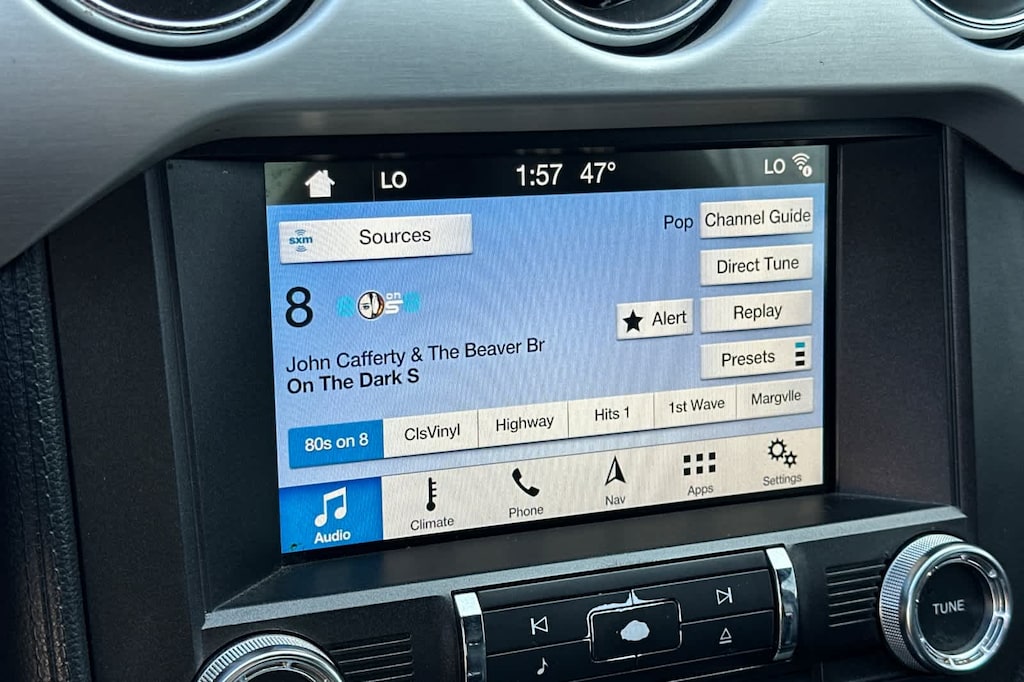 LO 1:57 47° LO
sxm Sources
Pop Channel Guide
Direct Tune
8 on
Alert Replay
Presets
John Cafferty & The Beaver Br
On The Dark S
80s on 8 ClsVinyl Highway Hits 1 1st Wave Margvlle
Audio Climate Phone Nav Apps Settings
TUNE